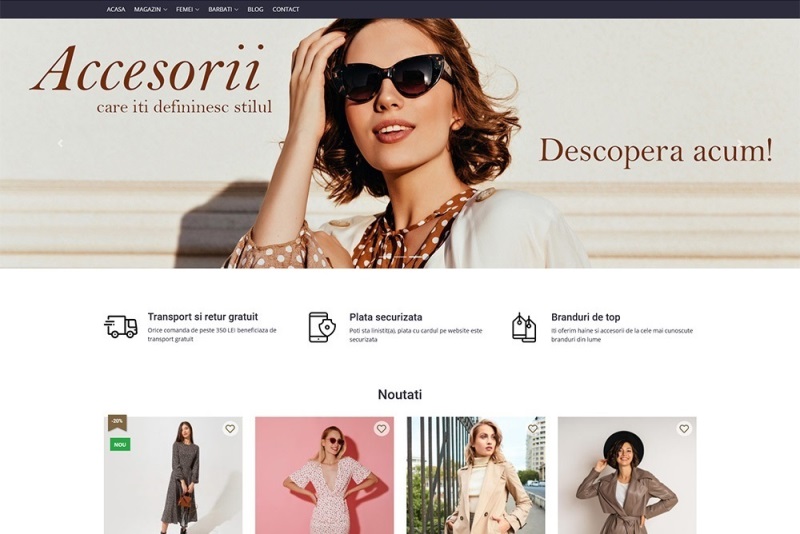 ACASA MAGAZIN FEMEI BARBATI BLOG CONTACT
Accesorii
care iti defininesc stilul
Descopera acum!
Transport si retur gratuit
Orice comanda de peste 350 LEI beneficiaza de
transport gratuit
Plata securizata
Poti sta linistit(a), plata cu cardul pe website este
securizata
Branduri de top
Iti oferim haine si accesorii de la cele mai cunoscute
branduri din lume
Noutati
-20%
NOU